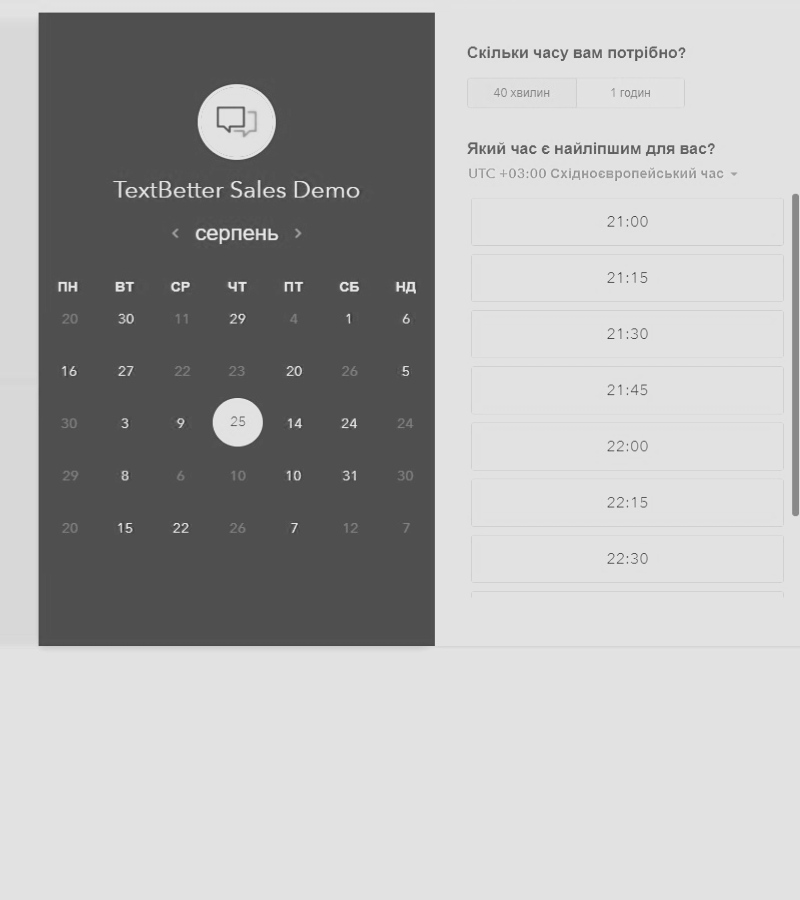 TextBetter Sales Demo
серпень
ПН ВТ СР ЧТ ПТ СБ НД
20 30 11 29 4 1 6
16 27 22 23 20 26 5
30 3 9 25 14 24 24
29 8 6 10 10 31 30
20 15 22 26 7 12 7
Скільки часу вам потрібно?
40 хвилин 1 годин
Який час є найліпшим для вас?
UTC +03:00 Східноєвропейський час
21:00
21:15
21:30
21:45
22:00
22:15
22:30